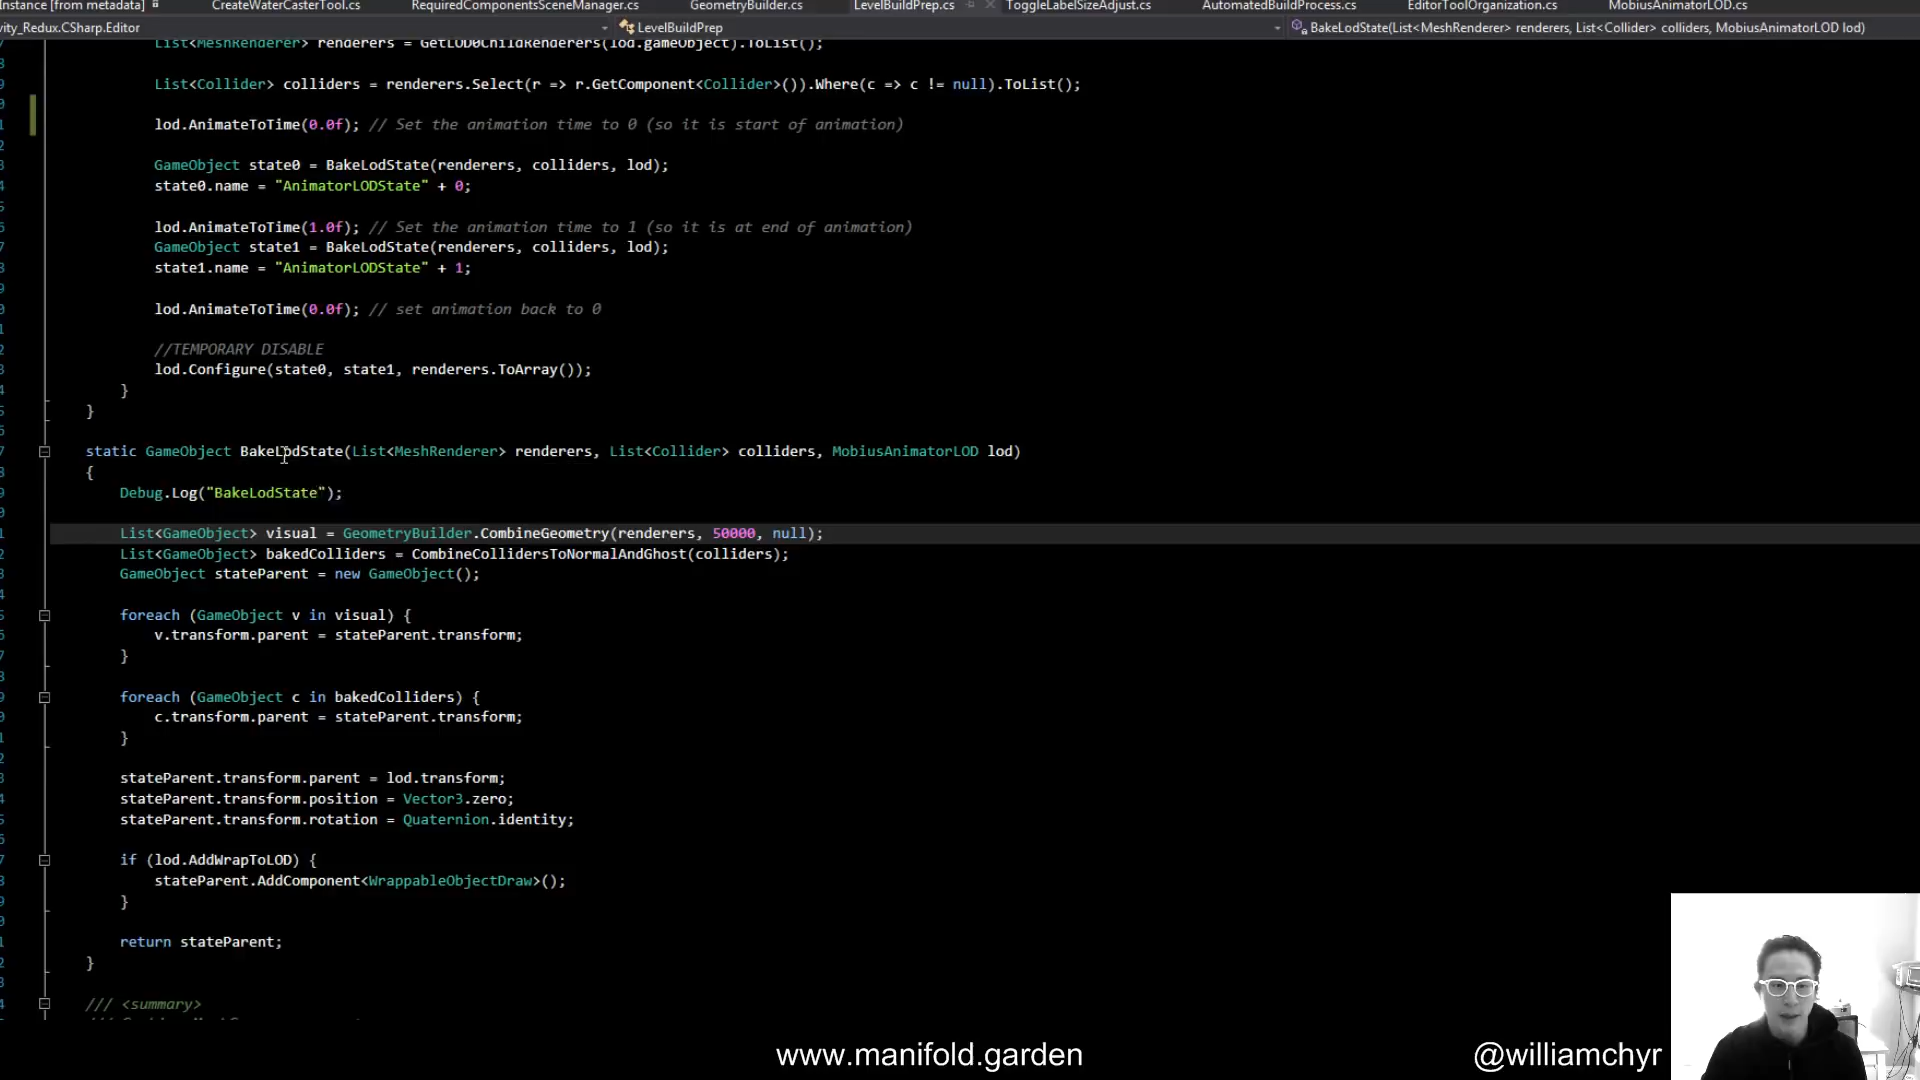 Instance [from metadata] CreateWaterCasterTool.cs RequiredComponentsSceneManager.cs GeometryBuilder.cs LevelBuildPrep.cs ToggleLabelSizeAdjust.cs AutomatedBuildProcess.cs EditorToolOrganization.cs MobiusAnimatorLOD.cs
vity_Redux.CSharp.Editor LevelBuildPrep BakeLodState(List<MeshRenderer> renderers, List<Collider> colliders, MobiusAnimatorLOD lod)
List<MeshRenderer> renderers = GetLOD0ChildRenderers(lod.gameObject).ToList();
List<Collider> colliders = renderers.Select(r => r.GetComponent<Collider>()).Where(c => c != null).ToList();
lod.AnimateToTime(0.0f); // Set the animation time to 0 (so it is start of animation)
GameObject state0 = BakeLodState(renderers, colliders, lod);
state0.name = "AnimatorLODState" + 0;
lod.AnimateToTime(1.0f); // Set the animation time to 1 (so it is at end of animation)
GameObject state1 = BakeLodState(renderers, colliders, lod);
state1.name = "AnimatorLODState" + 1;
lod.AnimateToTime(0.0f); // set animation back to 0
//TEMPORARY DISABLE
lod.Configure(state0, state1, renderers.ToArray());
}
}
static GameObject BakeLodState(List<MeshRenderer> renderers, List<Collider> colliders, MobiusAnimatorLOD lod)
{
Debug.Log("BakeLodState");
List<GameObject> visual = GeometryBuilder.CombineGeometry(renderers, 50000, null);
List<GameObject> bakedColliders = CombineCollidersToNormalAndGhost(colliders);
GameObject stateParent = new GameObject();
foreach (GameObject v in visual) {
v.transform.parent = stateParent.transform;
}
foreach (GameObject c in bakedColliders) {
c.transform.parent = stateParent.transform;
}
stateParent.transform.parent = lod.transform;
stateParent.transform.position = Vector3.zero;
stateParent.transform.rotation = Quaternion.identity;
if (lod.AddWrapToLOD) {
stateParent.AddComponent<WrappableObjectDraw>();
}
return stateParent;
}
/// <summary>
www.manifold.garden
@williamchyr